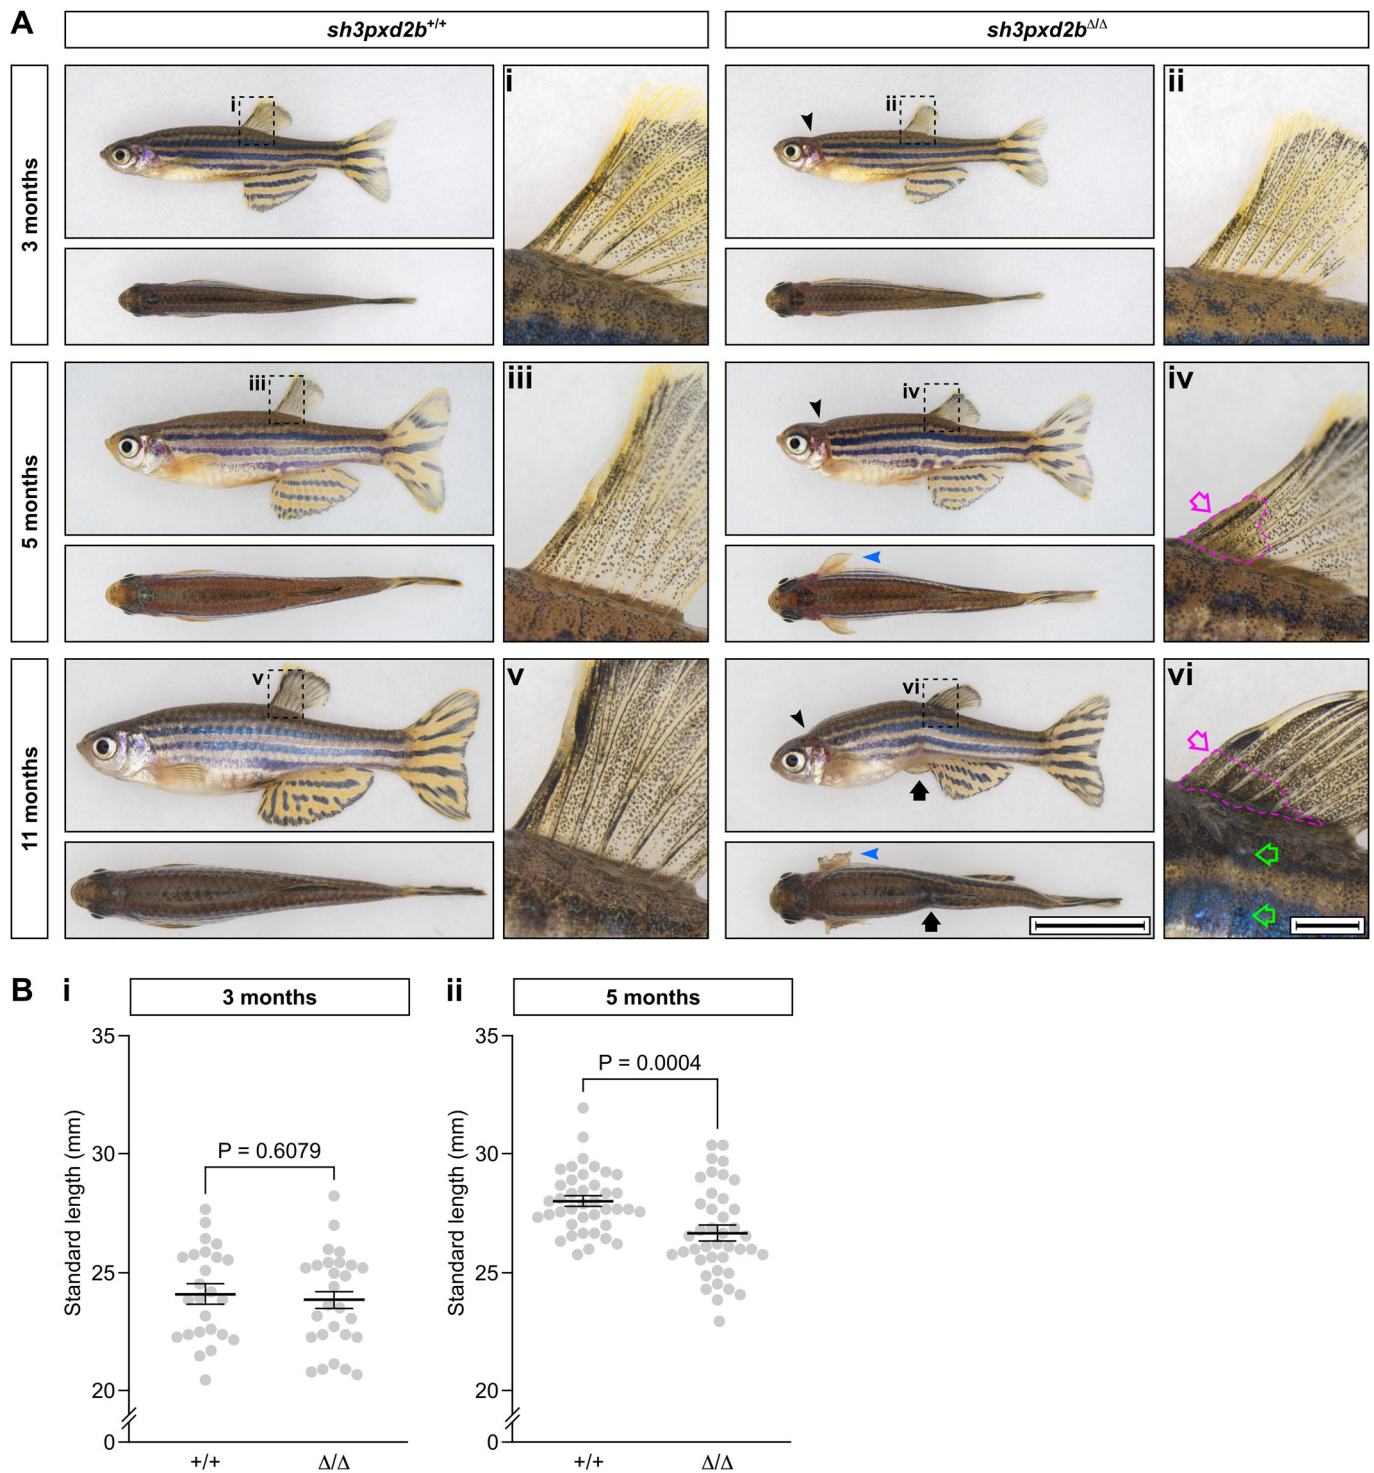 A
sh3pxd2b+/+
sh3pxd2bΔ/Δ
3 months
i
i
ii
ii
5 months
iii
iii
iv
iv
11 months
v
v
vi
vi
B
i
3 months
ii
5 months
35
30
25
20
0
Standard length (mm)
P = 0.6079
+/+
Δ/Δ
35
30
25
20
0
Standard length (mm)
P = 0.0004
+/+
Δ/Δ